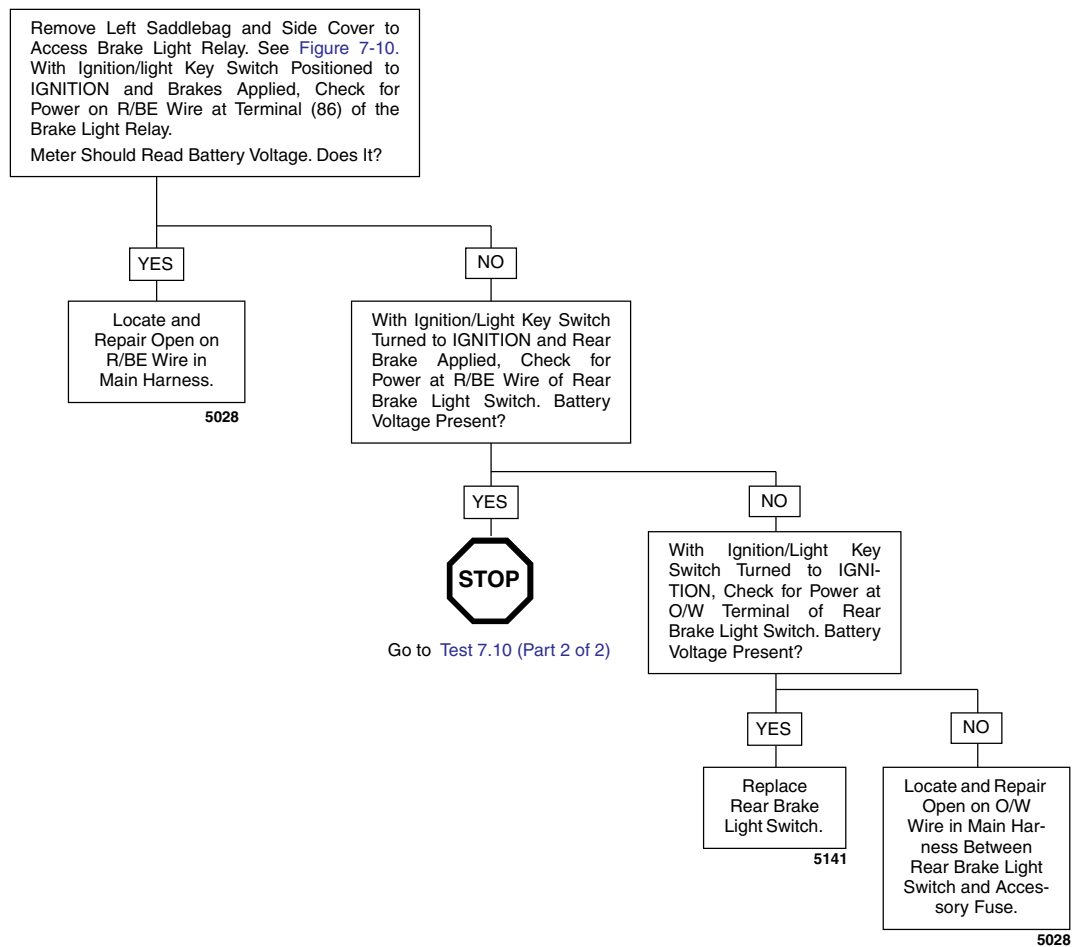 Remove Left Saddlebag and Side Cover to
Access Brake Light Relay. See Figure 7-10.
With Ignition/light Key Switch Positioned to
IGNITION and Brakes Applied, Check for
Power on R/BE Wire at Terminal (86) of the
Brake Light Relay.
Meter Should Read Battery Voltage. Does It?
YES
NO
Locate and
Repair Open on
R/BE Wire in
Main Harness.
5028
With Ignition/Light Key Switch
Turned to IGNITION and Rear
Brake Applied, Check for
Power at R/BE Wire of Rear
Brake Light Switch. Battery
Voltage Present?
YES
NO
STOP
Go to Test 7.10 (Part 2 of 2)
With Ignition/Light Key
Switch Turned to IGNI-
TION, Check for Power at
O/W Terminal of Rear
Brake Light Switch. Battery
Voltage Present?
YES
NO
Replace
Rear Brake
Light Switch.
5141
Locate and Repair
Open on O/W
Wire in Main Har-
ness Between
Rear Brake Light
Switch and Acces-
sory Fuse.
5028